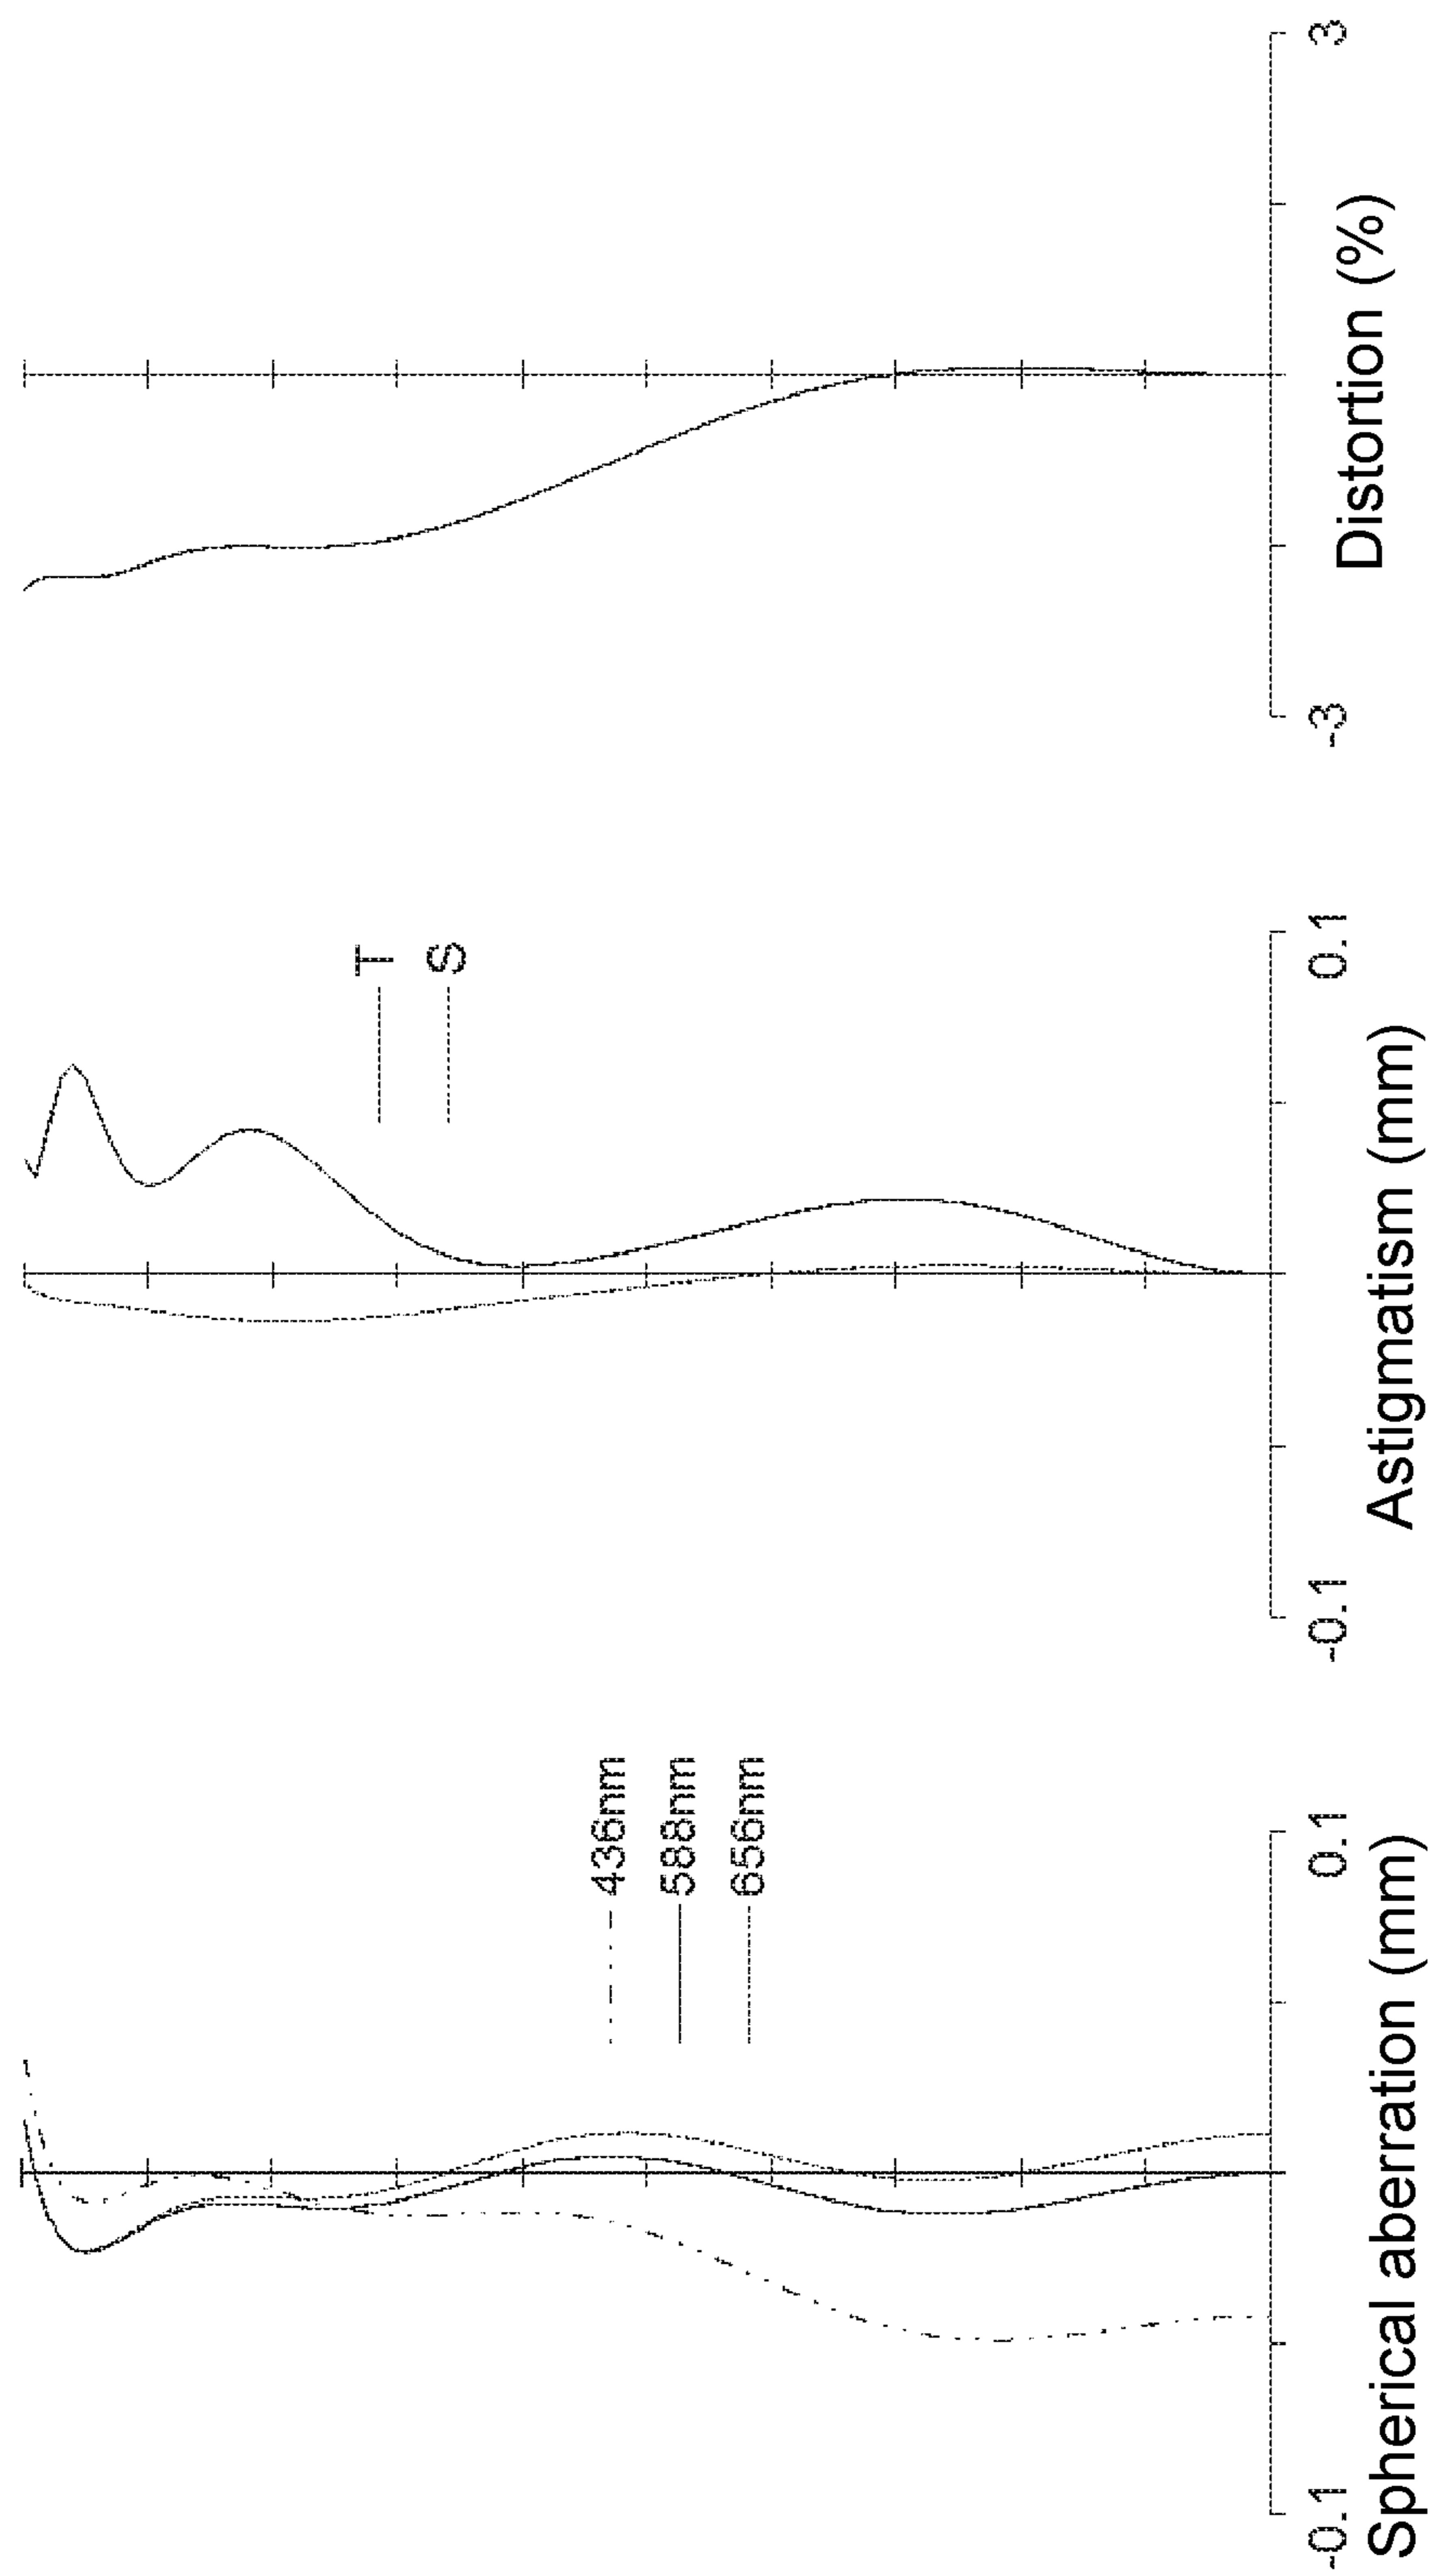 436nm
588nm
656nm
-0.1
0.1
Spherical aberration (mm)
T
S
-0.1
0.1
Astigmatism (mm)
-3
3
Distortion (%)